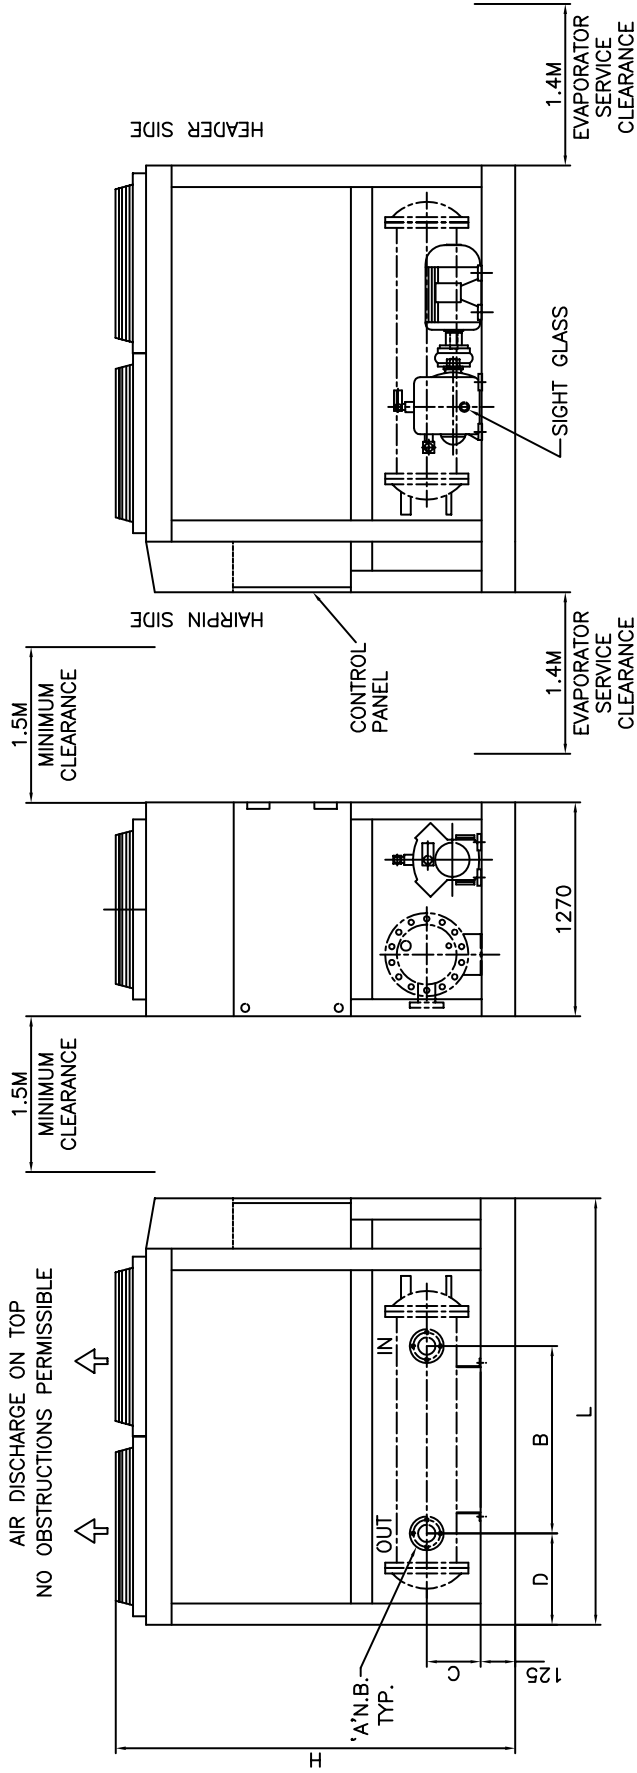 AIR DISCHARGE ON TOP
NO OBSTRUCTIONS PERMISSIBLE
H
'A'N.B.
TYP.
OUT
IN
C
125
D
B
L
1.5M
MINIMUM
CLEARANCE
1270
1.5M
MINIMUM
CLEARANCE
HAIRPIN SIDE
CONTROL
PANEL
1.4M
EVAPORATOR
SERVICE
CLEARANCE
HEADER SIDE
SIGHT GLASS
1.4M
EVAPORATOR
SERVICE
CLEARANCE